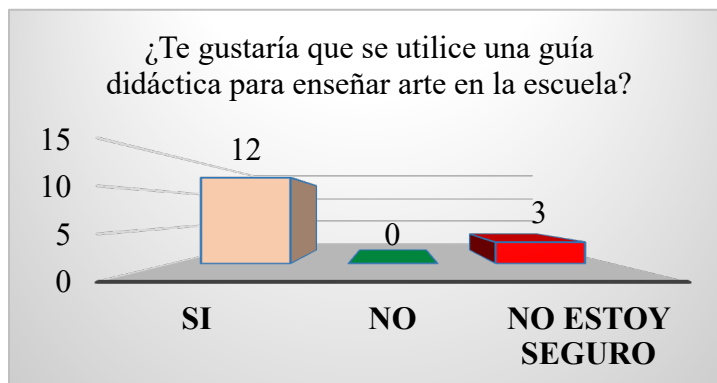 ¿Te gustaría que se utilice una guía
didáctica para enseñar arte en la escuela?
15
12
10
3
5
0
0
SI
NO
NO ESTOY
SEGURO